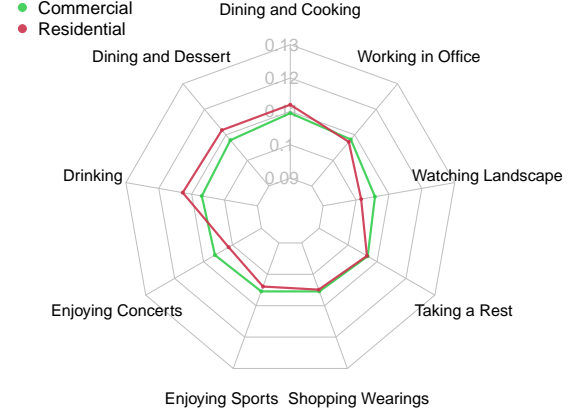 Commercial
Residential
Dining and Cooking
Dining and Dessert
Working in Office
0.13
0.12
0.1
0.09
Drinking
Watching Landscape
Enjoying Concerts
Taking a Rest
Enjoying Sports
Shopping Wearings